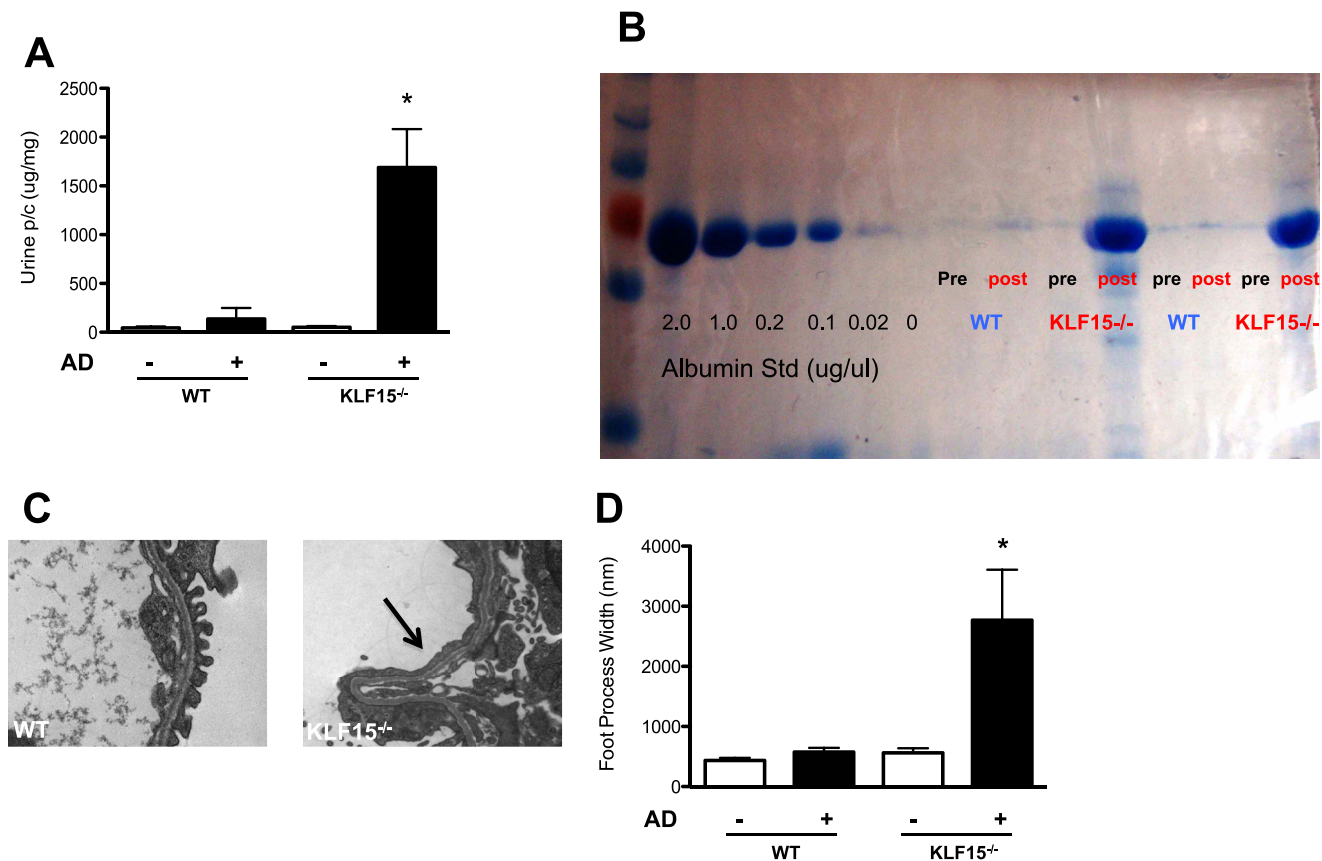 A
Urine p/c (ug/mg)
2500
2000
1500
1000
500
0
*
AD - + - +
WT KLF15-/-
B
Pre post pre post pre post pre post
2.0 1.0 0.2 0.1 0.02 0 WT KLF15-/- WT KLF15-/-
Albumin Std (ug/ul)
C
WT
KLF15-/-
D
Foot Process Width (nm)
4000
3000
2000
1000
0
*
AD - + - +
WT KLF15-/-